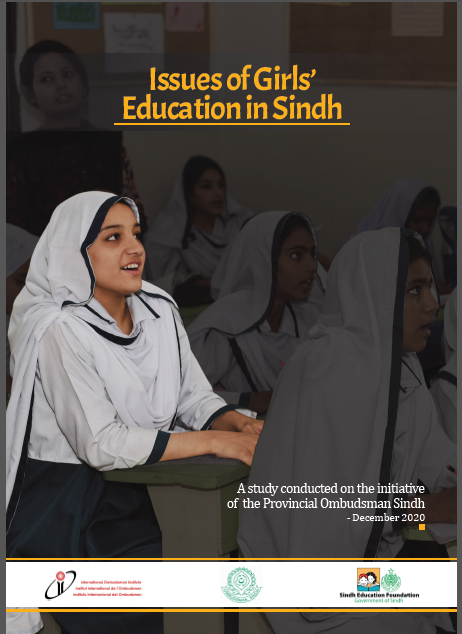 Issues of Girls'
Education in Sindh
A study conducted on the initiative
of the Provincial Ombudsman Sindh
- December 2020
International Ombudsman Institute
Institut International de l'Ombudsman
Instituto Internacional del Ombudsman
Sindh Education Foundation
Government of Sindh